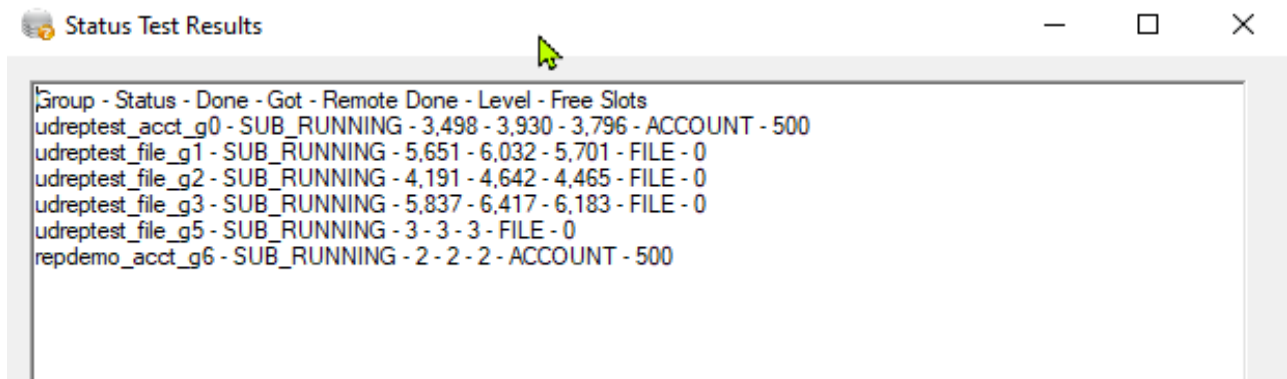 Status Test Results
Group - Status - Done - Got - Remote Done - Level - Free Slots
udreptest_acct_g0 - SUB_RUNNING - 3,498 - 3,930 - 3,796 - ACCOUNT - 500
udreptest_file_g1 - SUB_RUNNING - 5,651 - 6,032 - 5,701 - FILE - 0
udreptest_file_g2 - SUB_RUNNING - 4,191 - 4,642 - 4,465 - FILE - 0
udreptest_file_g3 - SUB_RUNNING - 5,837 - 6,417 - 6,183 - FILE - 0
udreptest_file_g5 - SUB_RUNNING - 3 - 3 - 3 - FILE - 0
repdemo_acct_g6 - SUB_RUNNING - 2 - 2 - 2 - ACCOUNT - 500